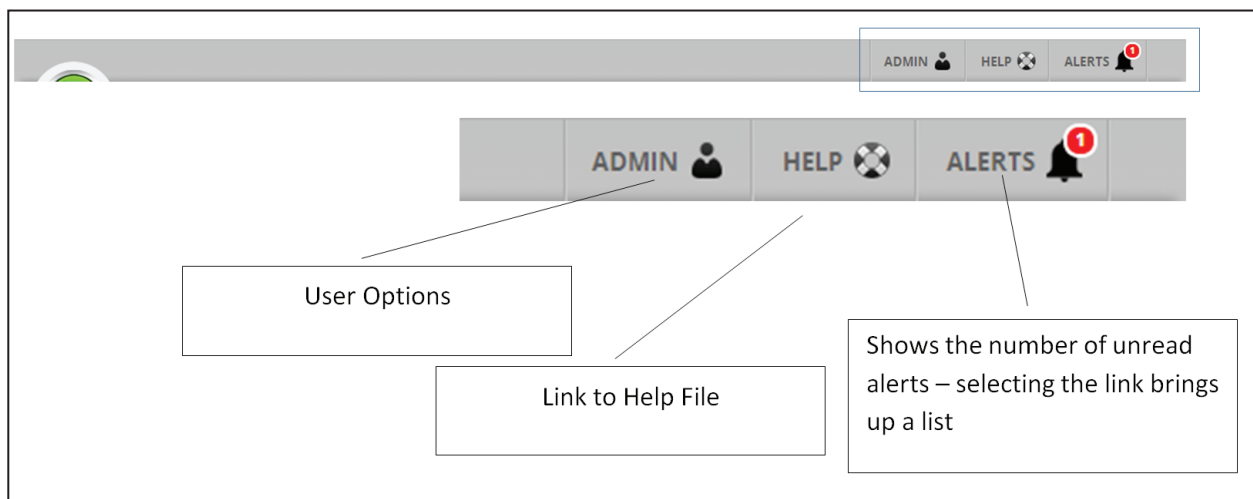 ADMIN HELP ALERTS 1
ADMIN HELP ALERTS 1
User Options
Link to Help File
Shows the number of unread
alerts – selecting the link brings
up a list